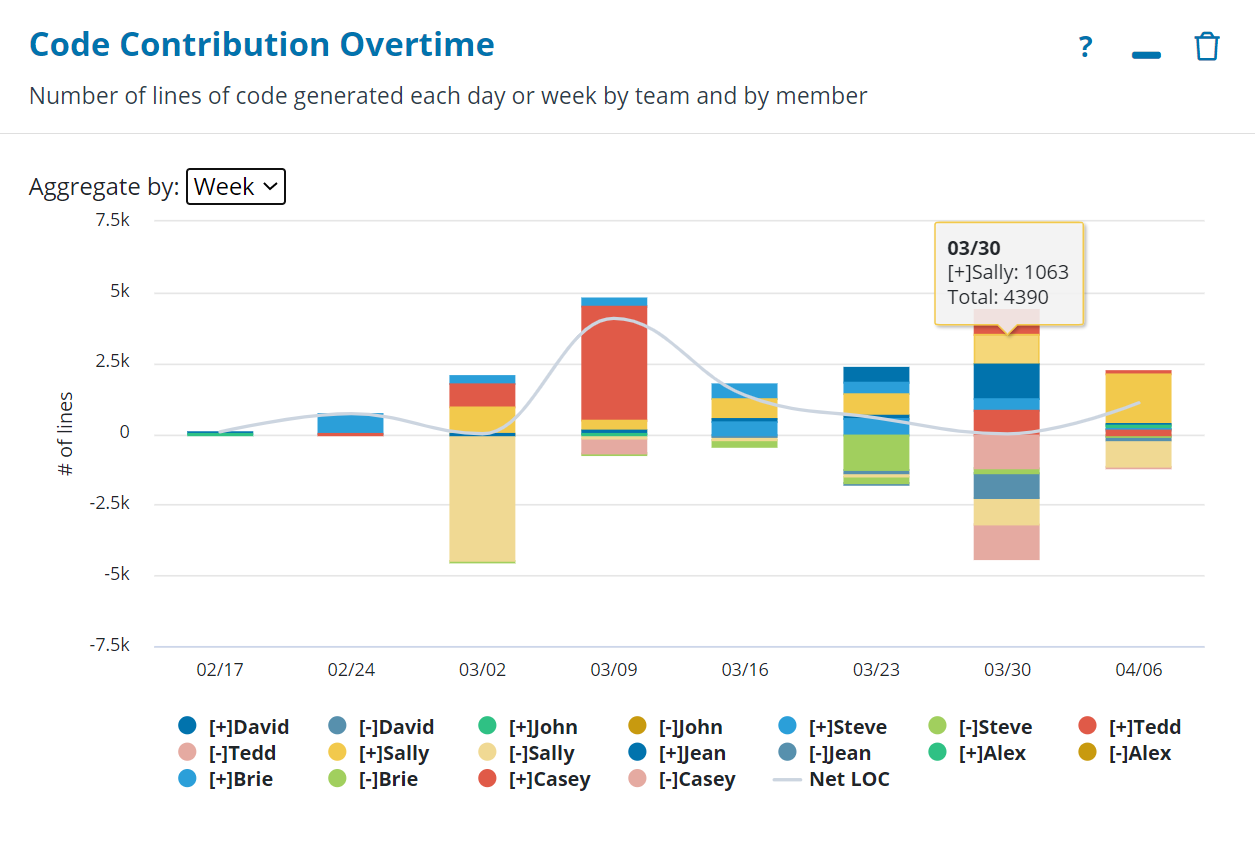 Code Contribution Overtime
?
Number of lines of code generated each day or week by team and by member
Aggregate by: Week
7.5k
5k
2.5k
0
-2.5k
-5k
-7.5k
# of lines
03/30
[+]Sally: 1063
Total: 4390
02/17 02/24 03/02 03/09 03/16 03/23 03/30 04/06
[+]David [-]David [+]John [-]John [+]Steve [-]Steve [+]Tedd
[-]Tedd [+]Sally [-]Sally [+]Jean [-]Jean [+]Alex [-]Alex
[+]Brie [-]Brie [+]Casey [-]Casey Net LOC